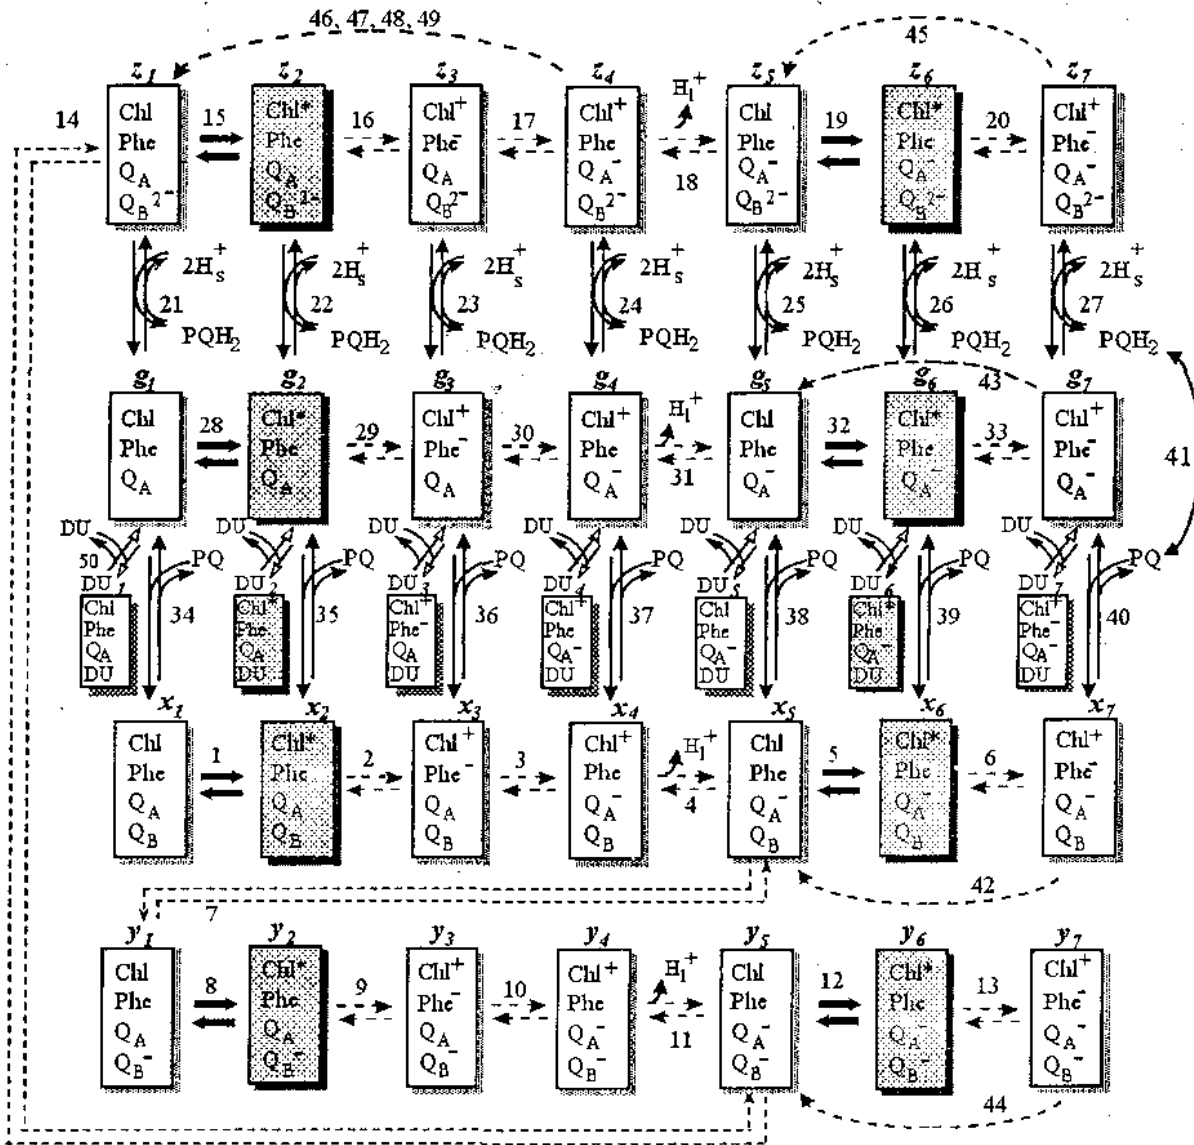 46, 47, 48, 49
45
z1 z2 z3 z4 H1+ z5 z6 z7
14 15 16 17 18 19 20
Chl Chl* Chl+ Chl+ Chl Chl* Chl+
Phe Phe Phe- Phe Phe Phe Phe-
QA QA QA QA- QA- QA- QA-
QB2- QB2- QB2- QB2- QB2- QB2- QB2-
2Hs+ 2Hs+ 2Hs+ 2Hs+ 2Hs+ 2Hs+ 2Hs+
21 22 23 24 25 26 27
PQH2 PQH2 PQH2 PQH2 PQH2 PQH2 PQH2
g1 g2 g3 g4 g5 g6 43 g7
28 29 30 H1+ 31 32 33
Chl Chl* Chl+ Chl+ Chl Chl* Chl+
Phe Phe Phe- Phe Phe Phe Phe-
QA QA QA QA- QA- QA- QA-
41
DU DU DU DU DU DU DU
50 PQ PQ PQ PQ PQ PQ PQ
DU1 DU2 DU3 DU4 DU5 DU6 DU7
34 35 36 37 38 39 40
Chl Chl* Chl+ Chl+ Chl Chl* Chl+
Phe Phe Phe- Phe Phe Phe Phe-
QA QA QA QA- QA- QA- QA-
DU DU DU DU DU DU DU
x1 x2 x3 x4 x5 x6 x7
1 2 3 H1+ 4 5 6
Chl Chl* Chl+ Chl+ Chl Chl* Chl+
Phe Phe Phe- Phe Phe Phe Phe-
QA QA QA QA- QA- QA- QA-
QB QB QB QB QB QB QB
42
7
y1 y2 y3 y4 y5 y6 y7
8 9 10 H1+ 11 12 13
Chl Chl* Chl+ Chl+ Chl Chl* Chl+
Phe Phe Phe- Phe Phe Phe Phe-
QA QA QA QA- QA- QA- QA-
QB- QB- QB- QB- QB- QB- QB-
44